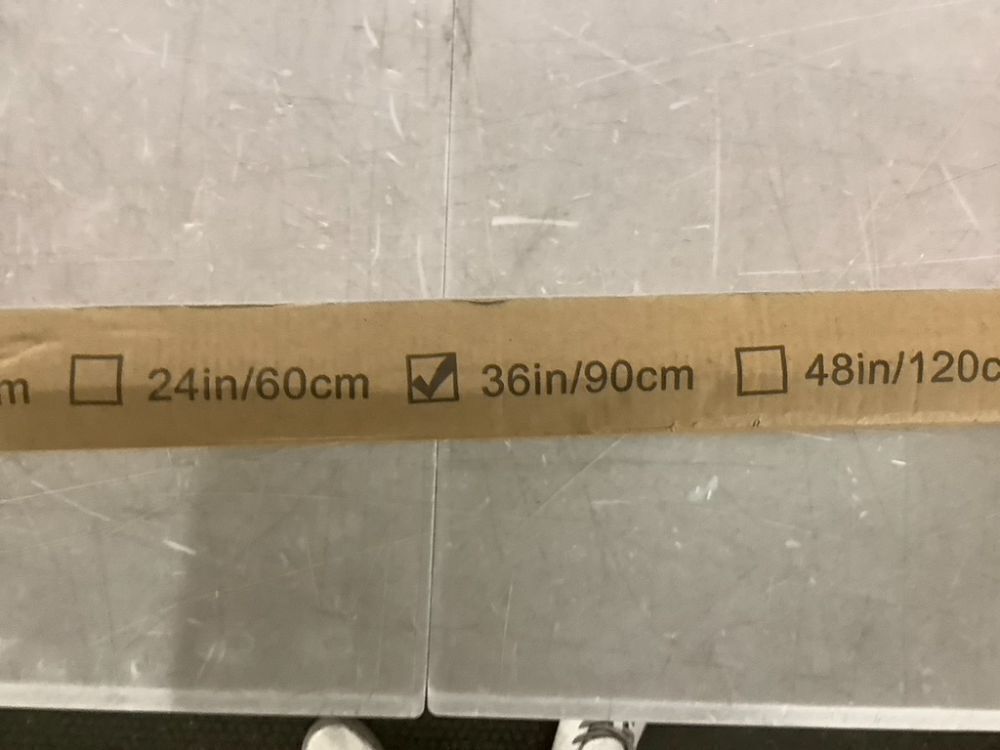 m ☐ 24in/60cm ☑ 36in/90cm ☐ 48in/120c